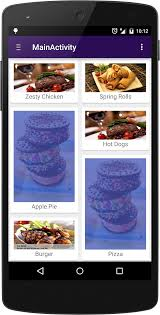 10:12
MainActivity
Zesty Chicken
Spring Rolls
Hot Dogs
Apple Pie
Burger
Pizza